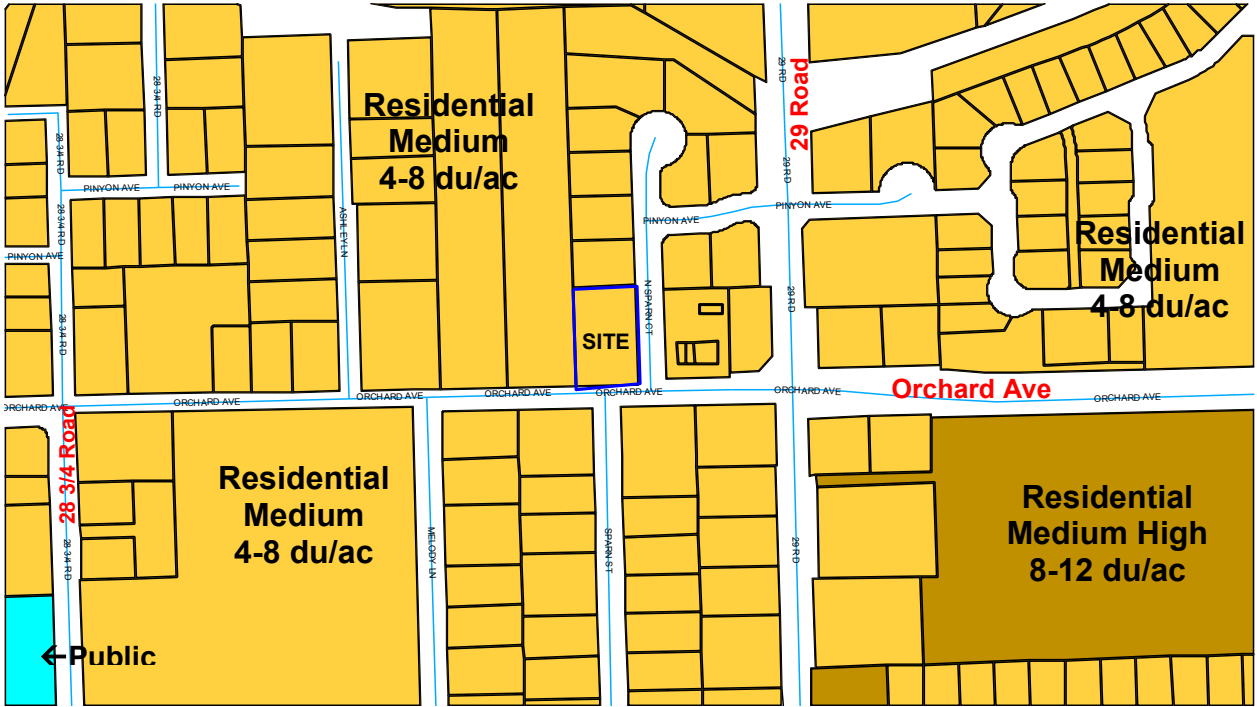 28 3/4 RD
29 RD
29 Road
Residential
Medium
4-8 du/ac
28 3/4 RD
PINYON AVE
PINYON AVE
29 RD
28 3/4 RD
ASHLEY LN
PINYON AVE
PINYON AVE
Residential
Medium
4-8 du/ac
PINYON AVE
N SPARN CT
29 RD
28 3/4 RD
SITE
ORCHARD AVE
ORCHARD AVE
ORCHARD AVE
ORCHARD AVE
ORCHARD AVE
ORCHARD AVE
Orchard Ave
ORCHARD AVE
28 3/4 Road
Residential
Medium
4-8 du/ac
Residential
Medium High
8-12 du/ac
28 3/4 RD
MELODY LN
SPARN ST
29 RD
←Public